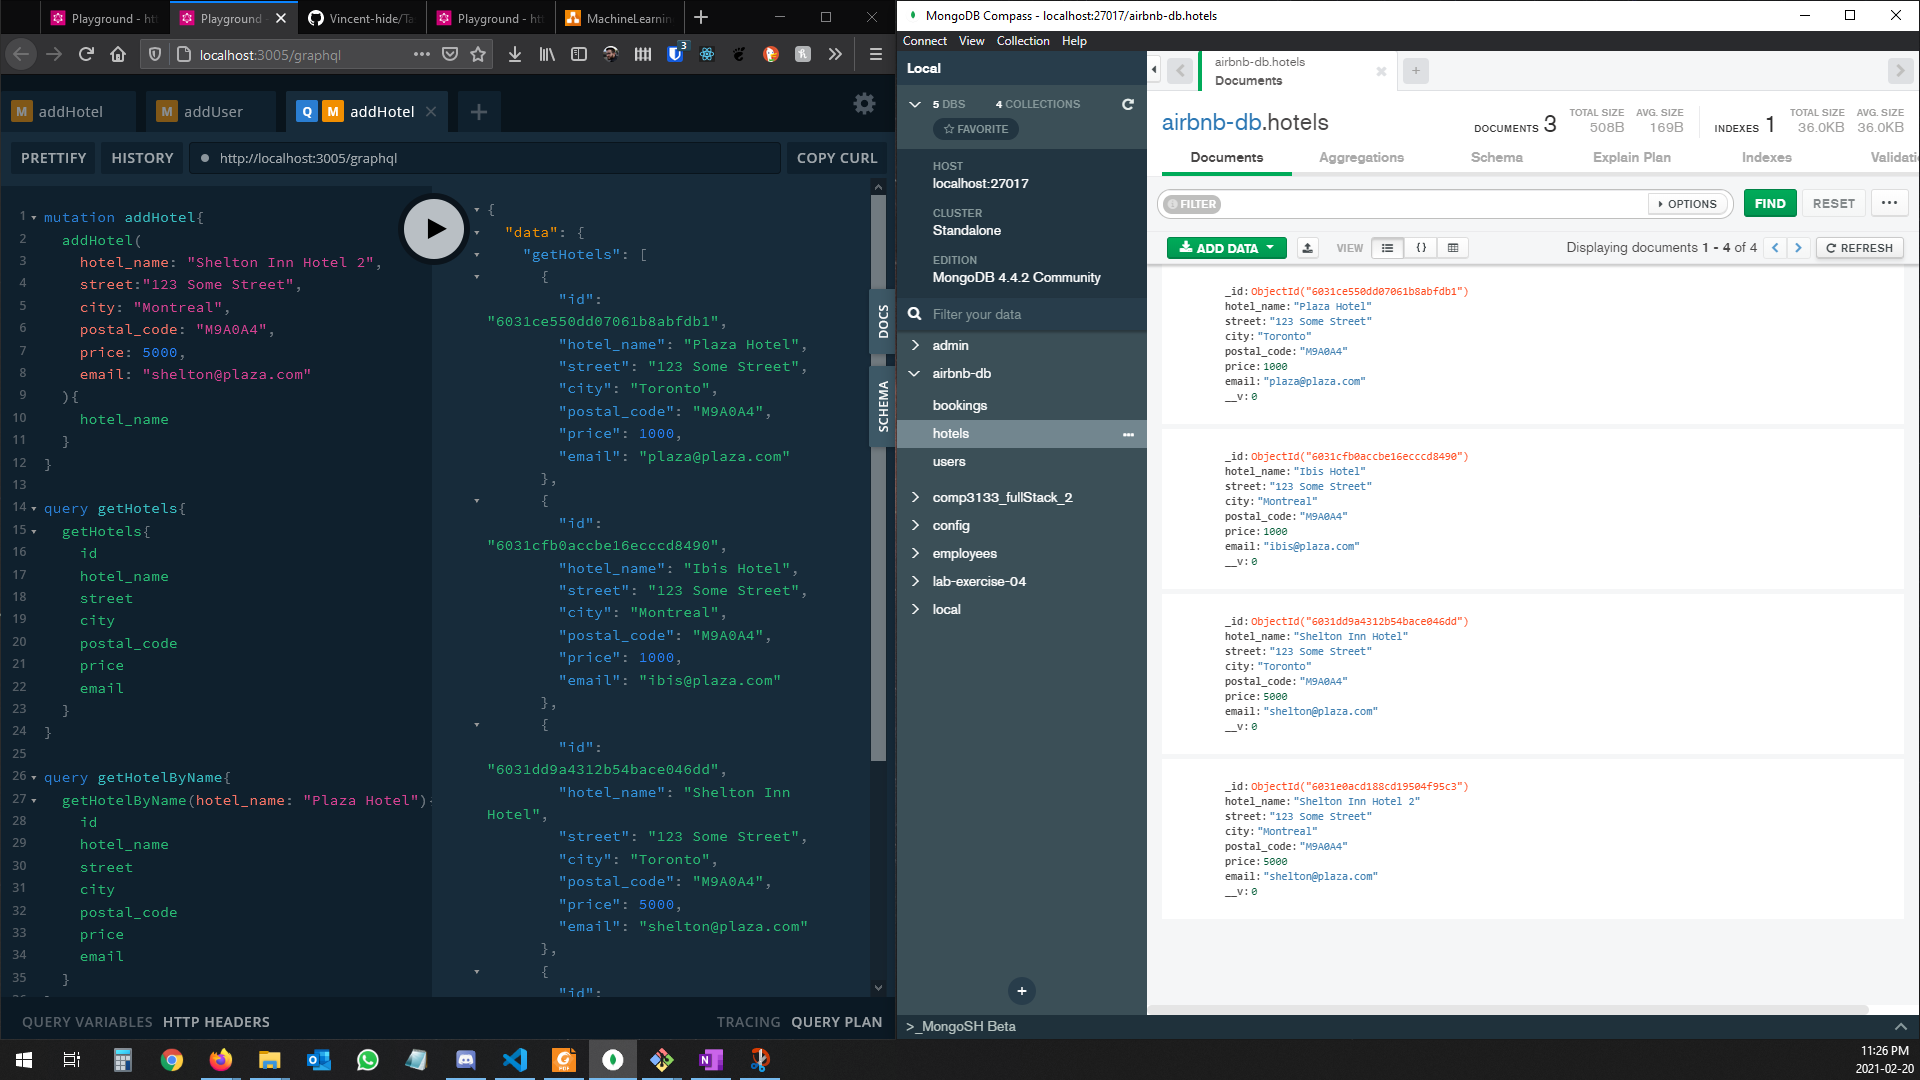 Playground - htt
Playground -
Vincent-hide/Ta
Playground - htt
MachineLearnin
localhost:3005/graphql
3
M addHotel
M addUser
Q M addHotel
PRETTIFY
HISTORY
http://localhost:3005/graphql
COPY CURL
1 mutation addHotel{
2 addHotel(
3 hotel_name: "Shelton Inn Hotel 2",
4 street:"123 Some Street",
5 city: "Montreal",
6 postal_code: "M9A0A4",
7 price: 5000,
8 email: "shelton@plaza.com"
9 ){
10 hotel_name
11 }
12 }
13
14 query getHotels{
15 getHotels{
16 id
17 hotel_name
18 street
19 city
20 postal_code
21 price
22 email
23 }
24 }
25
26 query getHotelByName{
27 getHotelByName(hotel_name: "Plaza Hotel")
28 id
29 hotel_name
30 street
31 city
32 postal_code
33 price
34 email
35 }
{
"data": {
"getHotels": [
{
"id":
"6031ce550dd07061b8abfdb1",
"hotel_name": "Plaza Hotel",
"street": "123 Some Street",
"city": "Toronto",
"postal_code": "M9A0A4",
"price": 1000,
"email": "plaza@plaza.com"
},
{
"id":
"6031cfb0accbe16ecccd8490",
"hotel_name": "Ibis Hotel",
"street": "123 Some Street",
"city": "Montreal",
"postal_code": "M9A0A4",
"price": 1000,
"email": "ibis@plaza.com"
},
{
"id":
"6031dd9a4312b54bace046dd",
"hotel_name": "Shelton Inn
Hotel",
"street": "123 Some Street",
"city": "Toronto",
"postal_code": "M9A0A4",
"price": 5000,
"email": "shelton@plaza.com"
},
{
"id":
DOCS
SCHEMA
QUERY VARIABLES
HTTP HEADERS
TRACING
QUERY PLAN
MongoDB Compass - localhost:27017/airbnb-db.hotels
Connect View Collection Help
Local
5 DBS 4 COLLECTIONS
FAVORITE
HOST
localhost:27017
CLUSTER
Standalone
EDITION
MongoDB 4.4.2 Community
Filter your data
admin
airbnb-db
bookings
hotels
users
comp3133_fullStack_2
config
employees
lab-exercise-04
local
>_MongoSH Beta
airbnb-db.hotels
Documents
airbnb-db.hotels
DOCUMENTS 3
TOTAL SIZE
508B
AVG. SIZE
169B
INDEXES 1
TOTAL SIZE
36.0KB
AVG. SIZE
36.0KB
Documents
Aggregations
Schema
Explain Plan
Indexes
Validati
FILTER
OPTIONS
FIND
RESET
ADD DATA
VIEW
{}
Displaying documents 1 - 4 of 4
REFRESH
_id:ObjectId("6031ce550dd07061b8abfdb1")
hotel_name:"Plaza Hotel"
street:"123 Some Street"
city:"Toronto"
postal_code:"M9A0A4"
price:1000
email:"plaza@plaza.com"
__v:0
_id:ObjectId("6031cfb0accbe16ecccd8490")
hotel_name:"Ibis Hotel"
street:"123 Some Street"
city:"Montreal"
postal_code:"M9A0A4"
price:1000
email:"ibis@plaza.com"
__v:0
_id:ObjectId("6031dd9a4312b54bace046dd")
hotel_name:"Shelton Inn Hotel"
street:"123 Some Street"
city:"Toronto"
postal_code:"M9A0A4"
price:5000
email:"shelton@plaza.com"
__v:0
_id:ObjectId("6031e0acd188cd19504f95c3")
hotel_name:"Shelton Inn Hotel 2"
street:"123 Some Street"
city:"Montreal"
postal_code:"M9A0A4"
price:5000
email:"shelton@plaza.com"
__v:0
11:26 PM
2021-02-20